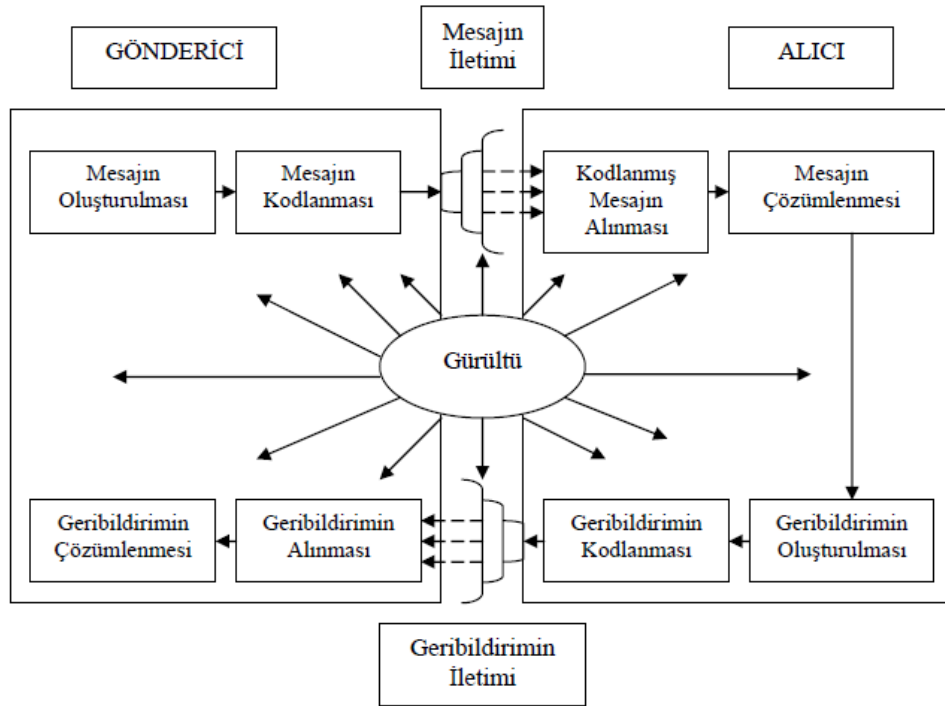 GÖNDERİCİ
Mesajın
İletimi
ALICI
Mesajın
Oluşturulması
Mesajın
Kodlanması
Kodlanmış
Mesajın
Alınması
Mesajın
Çözümlenmesi
Gürültü
Geribildirimin
Çözümlenmesi
Geribildirimin
Alınması
Geribildirimin
Kodlanması
Geribildirimin
Oluşturulması
Geribildirimin
İletimi